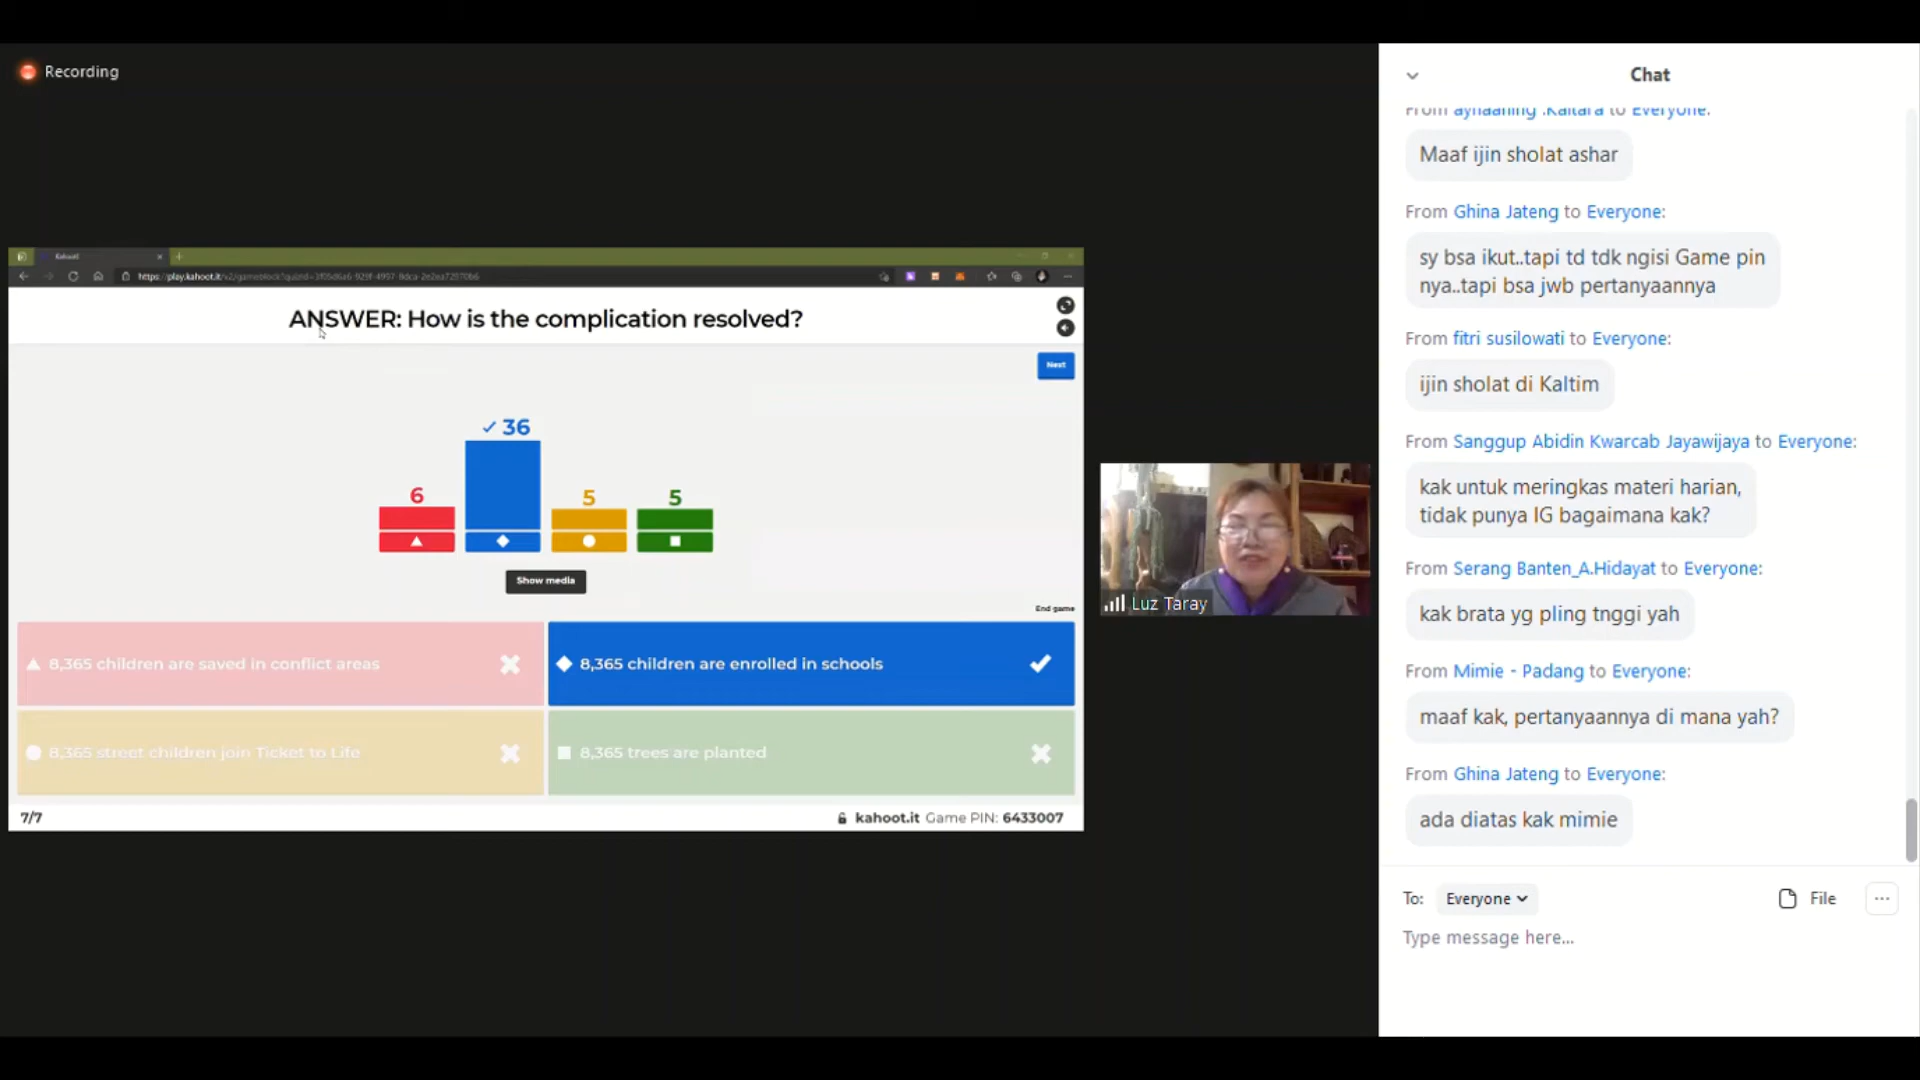 Recording
Kahoot!
ANSWER: How is the complication resolved?
Next
36
6
5
5
Show media
End game
8,365 children are saved in conflict areas
8,365 children are enrolled in schools
8,365 street children join Ticket to Life
8,365 trees are planted
7/7
kahoot.it Game PIN: 6433007
Luz Taray
Chat
to Everyone:
Maaf ijin sholat ashar
From Ghina Jateng to Everyone:
sy bsa ikut..tapi td tdk ngisi Game pin
nya..tapi bsa jwb pertanyaannya
From fitri susilowati to Everyone:
ijin sholat di Kaltim
From Sanggup Abidin Kwarcab Jayawijaya to Everyone:
kak untuk meringkas materi harian,
tidak punya IG bagaimana kak?
From Serang Banten_A.Hidayat to Everyone:
kak brata yg pling tnggi yah
From Mimie - Padang to Everyone:
maaf kak, pertanyaannya di mana yah?
From Ghina Jateng to Everyone:
ada diatas kak mimie
To: Everyone
File
Type message here...